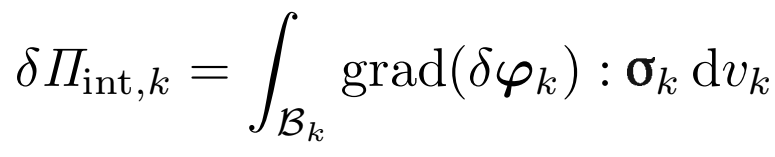 δΠ_{int,k} = ∫_{ℬ_k} grad(δ𝛗_k) : 𝛔_k dv_k